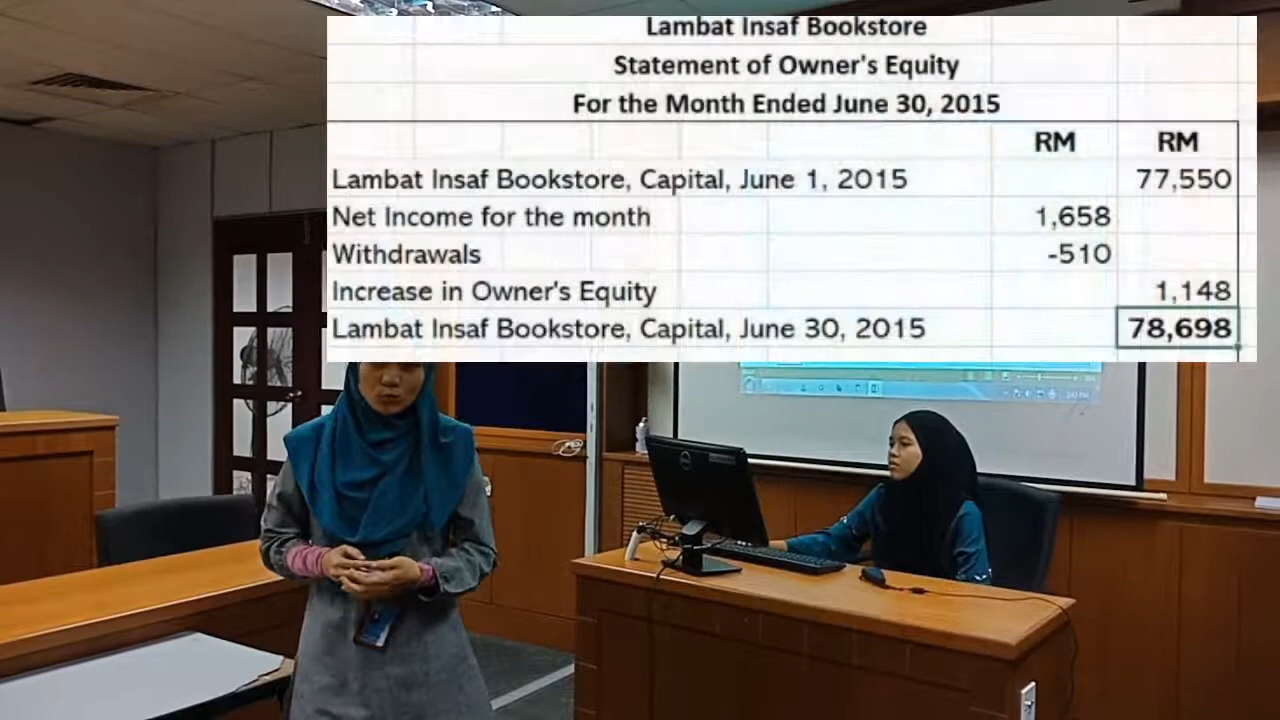 Lambat Insaf Bookstore
Statement of Owner's Equity
For the Month Ended June 30, 2015
RM RM
Lambat Insaf Bookstore, Capital, June 1, 2015 77,550
Net Income for the month 1,658
Withdrawals -510
Increase in Owner's Equity 1,148
Lambat Insaf Bookstore, Capital, June 30, 2015 78,698
DELL